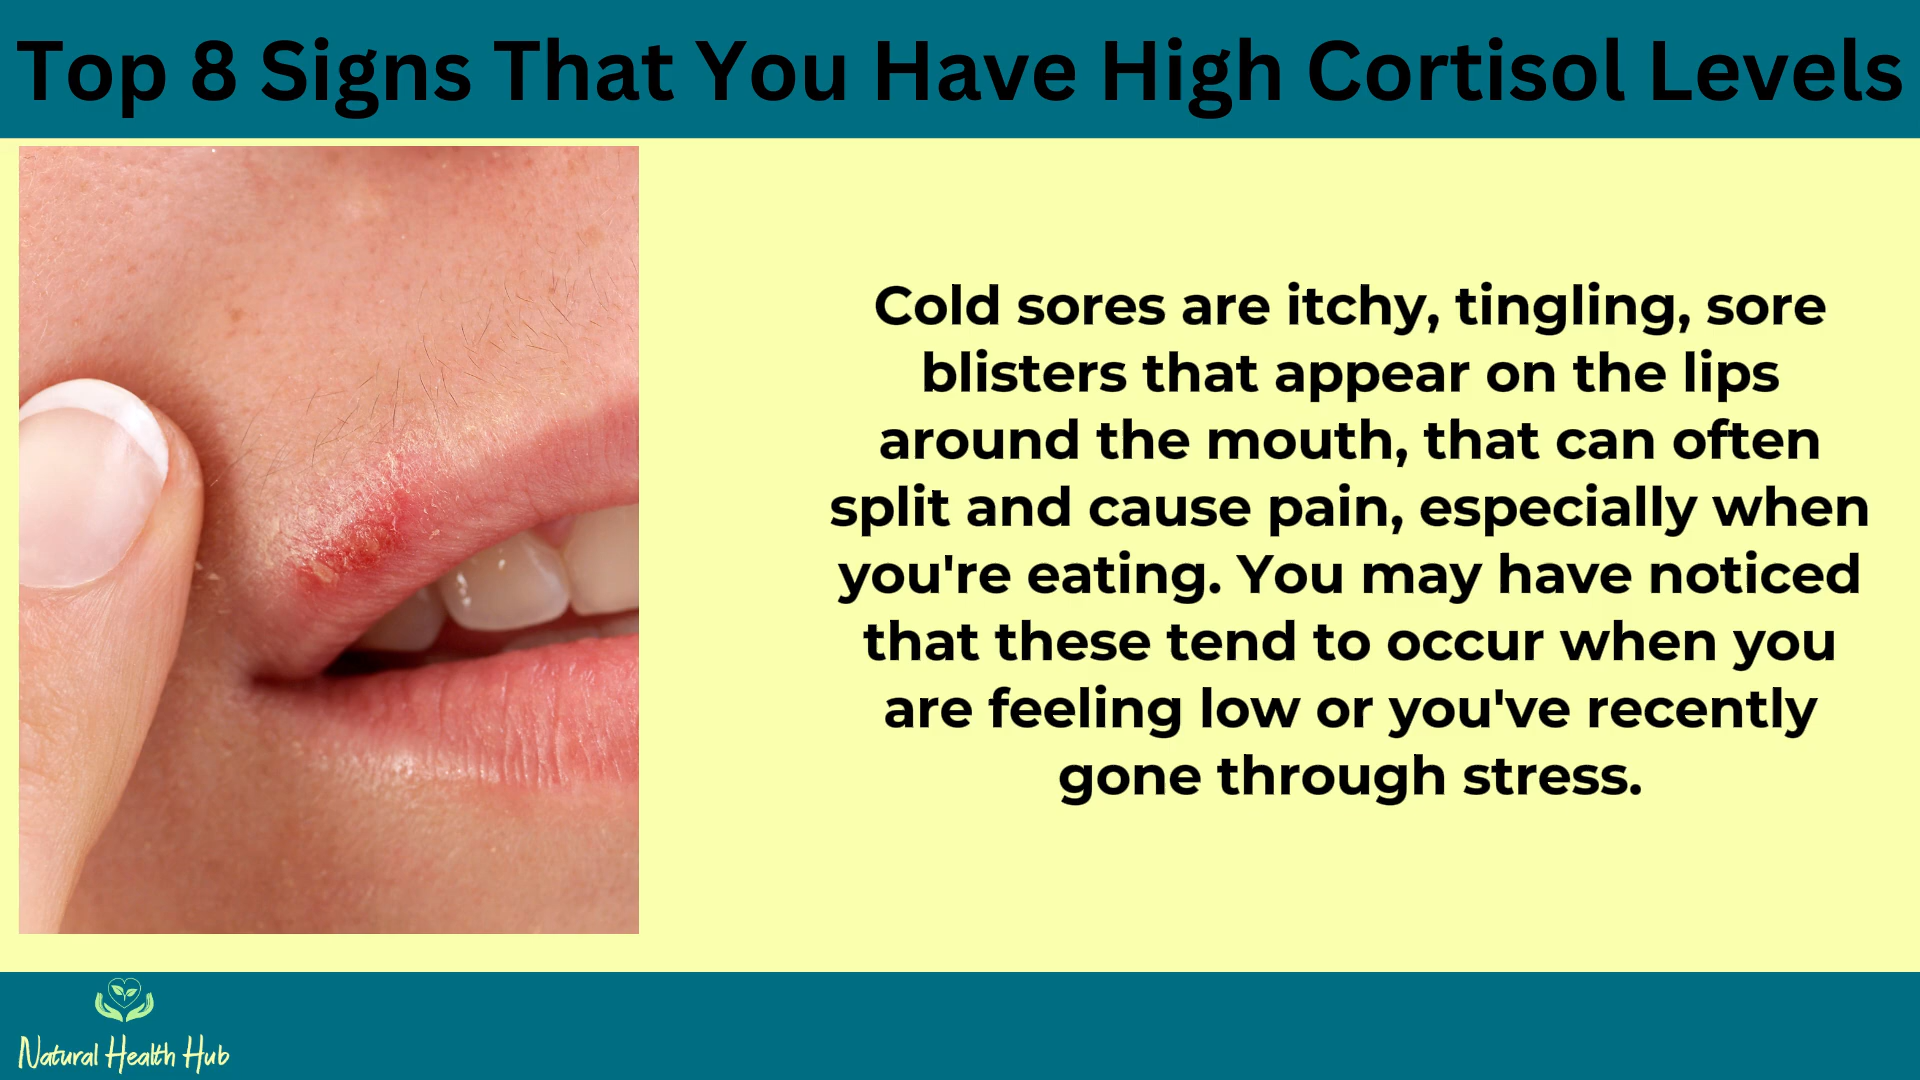 Top 8 Signs That You Have High Cortisol Levels
Cold sores are itchy, tingling, sore
blisters that appear on the lips
around the mouth, that can often
split and cause pain, especially when
you're eating. You may have noticed
that these tend to occur when you
are feeling low or you've recently
gone through stress.
Natural Health Hub